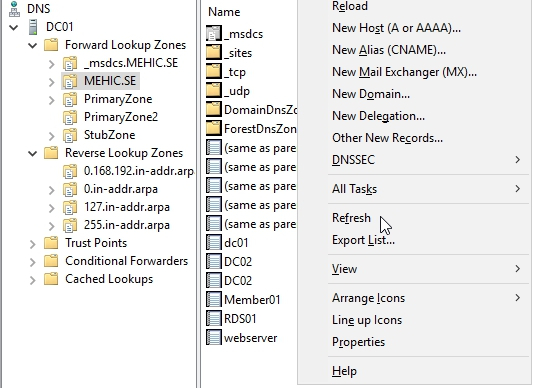 DNS
DC01
Forward Lookup Zones
_msdcs.MEHIC.SE
MEHIC.SE
PrimaryZone
PrimaryZone2
StubZone
Reverse Lookup Zones
0.168.192.in-addr.arpa
0.in-addr.arpa
127.in-addr.arpa
255.in-addr.arpa
Trust Points
Conditional Forwarders
Cached Lookups
Name
_msdcs
_sites
_tcp
_udp
DomainDnsZon
ForestDnsZon
(same as pare
(same as pare
(same as pare
(same as pare
(same as pare
dc01
DC02
DC02
Member01
RDS01
webserver
Reload
New Host (A or AAAA)...
New Alias (CNAME)...
New Mail Exchanger (MX)...
New Domain...
New Delegation...
Other New Records...
DNSSEC
All Tasks
Refresh
Export List...
View
Arrange Icons
Line up Icons
Properties
Help